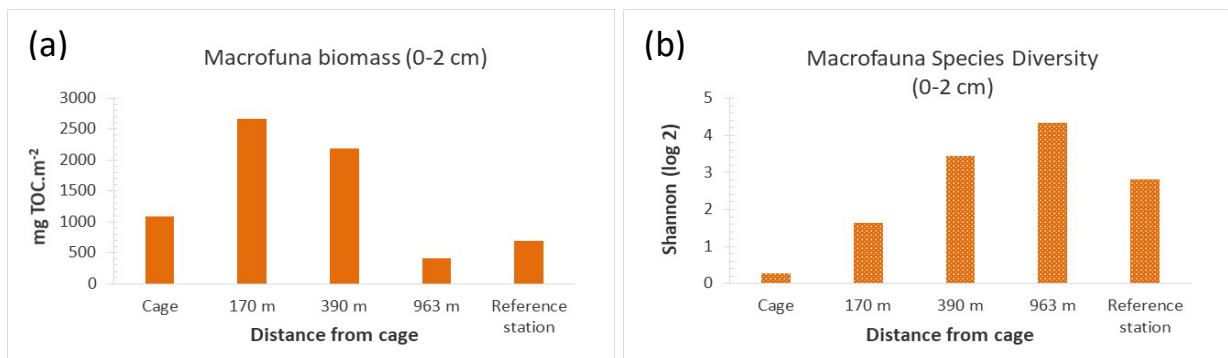 (a)
Macrofuna biomass (0-2 cm)
3000
2500
2000
1500
1000
500
0
mg TOC.m⁻²
Cage 170 m 390 m 963 m Reference
station
Distance from cage
(b)
Macrofauna Species Diversity
(0-2 cm)
5
4
3
2
1
0
Shannon (log 2)
Cage 170 m 390 m 963 m Reference
station
Distance from cage